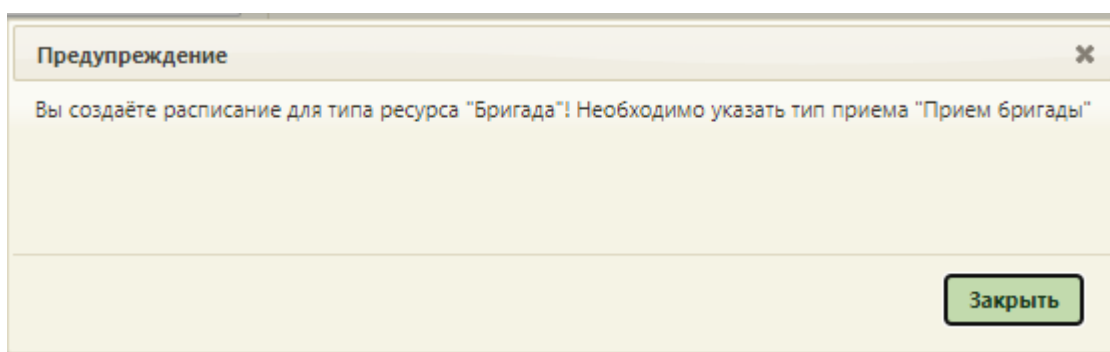 Предупреждение
Вы создаёте расписание для типа ресурса "Бригада"! Необходимо указать тип приема "Прием бригады"
Закрыть